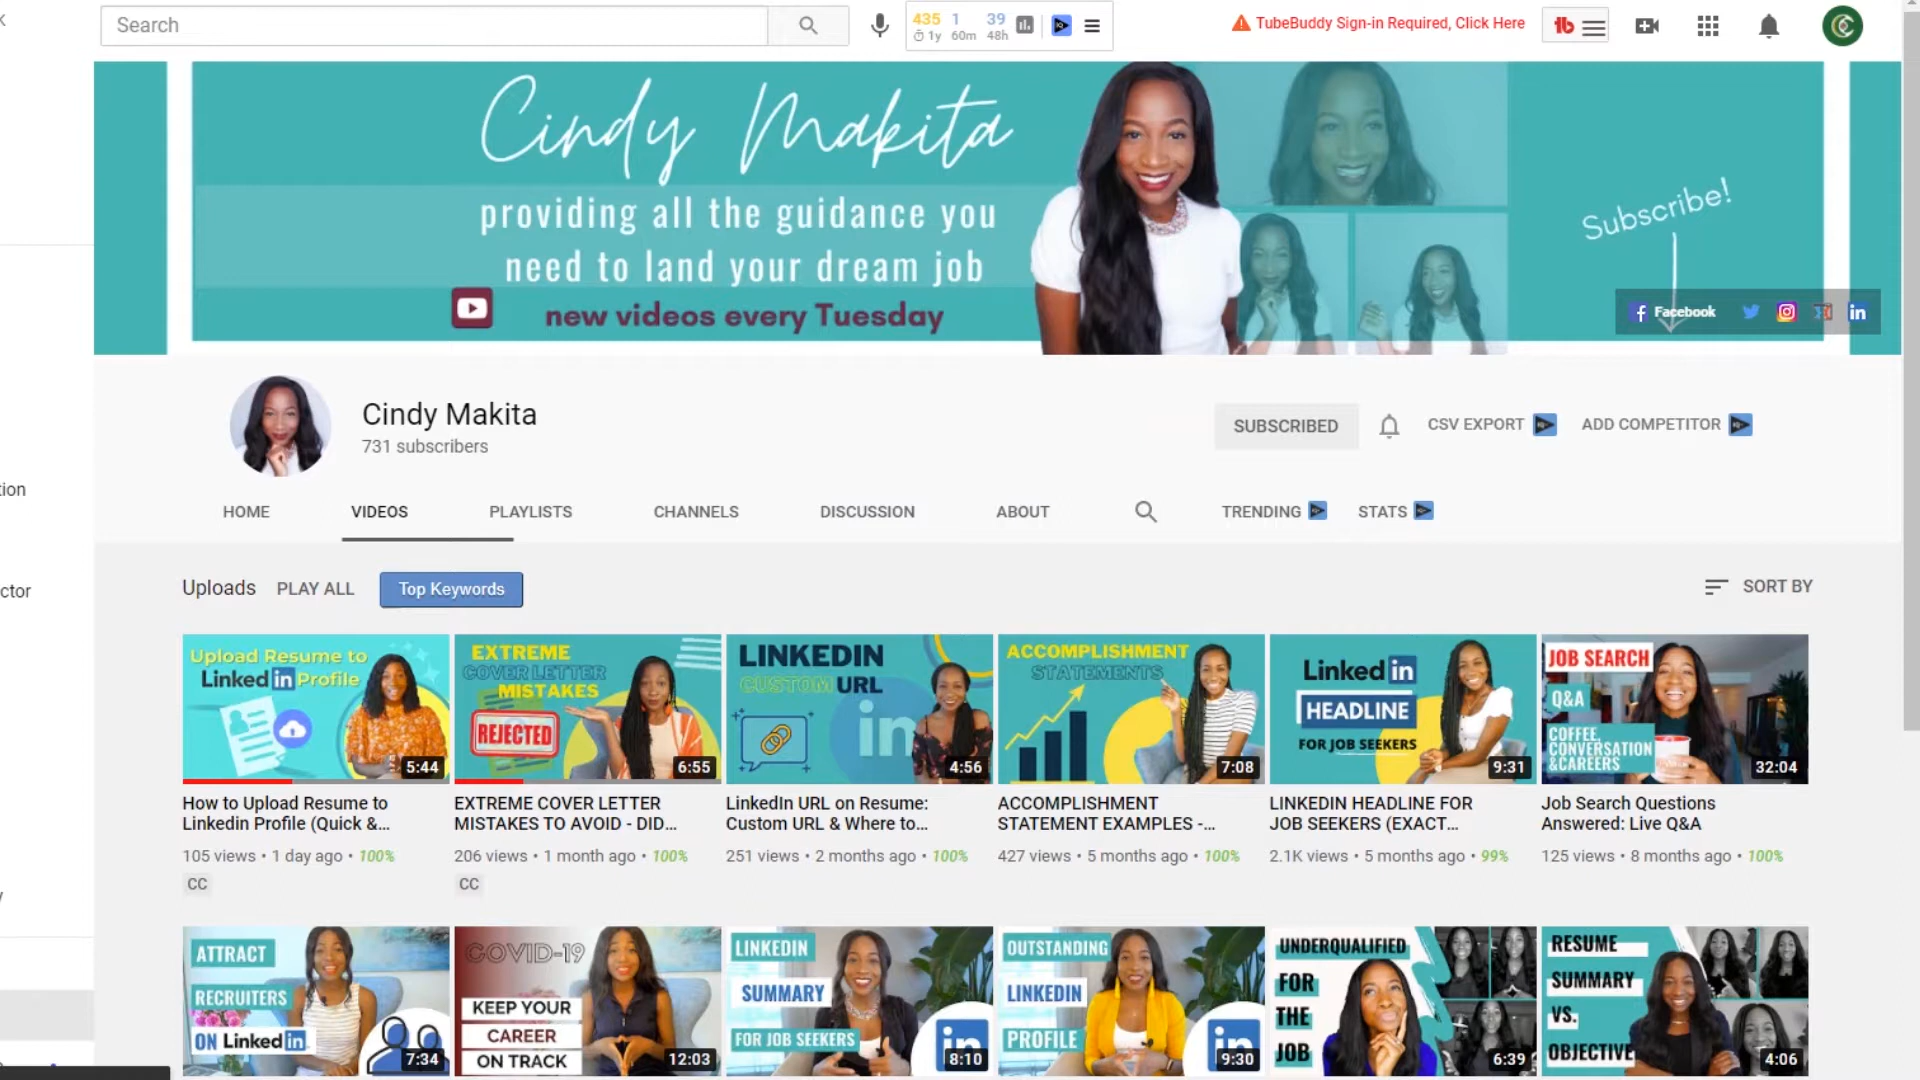 Search
435 1 39
1y 60m 48h
TubeBuddy Sign-in Required, Click Here
Cindy Makita
providing all the guidance you
need to land your dream job
new videos every Tuesday
Subscribe!
Facebook
Cindy Makita
731 subscribers
SUBSCRIBED
CSV EXPORT
ADD COMPETITOR
tion
HOME
VIDEOS
PLAYLISTS
CHANNELS
DISCUSSION
ABOUT
TRENDING
STATS
ctor
Uploads
PLAY ALL
Top Keywords
SORT BY
Upload Resume to
Linked in Profile
5:44
EXTREME
COVER LETTER
MISTAKES
REJECTED
6:55
LINKEDIN
CUSTOM URL
in
4:56
ACCOMPLISHMENT
STATEMENTS
7:08
Linked in
HEADLINE
FOR JOB SEEKERS
9:31
JOB SEARCH
Q&A
COFFEE,
CONVERSATION
&CAREERS
32:04
How to Upload Resume to
Linkedin Profile (Quick &...
105 views • 1 day ago • 100%
CC
EXTREME COVER LETTER
MISTAKES TO AVOID - DID...
206 views • 1 month ago • 100%
CC
LinkedIn URL on Resume:
Custom URL & Where to...
251 views • 2 months ago • 100%
ACCOMPLISHMENT
STATEMENT EXAMPLES -...
427 views • 5 months ago • 100%
LINKEDIN HEADLINE FOR
JOB SEEKERS (EXACT...
2.1K views • 5 months ago • 99%
Job Search Questions
Answered: Live Q&A
125 views • 8 months ago • 100%
ATTRACT
RECRUITERS
ON Linked in
7:34
COVID-19
KEEP YOUR
CAREER
ON TRACK
12:03
LINKEDIN
SUMMARY
FOR JOB SEEKERS
in
8:10
OUTSTANDING
LINKEDIN
PROFILE
in
9:30
UNDERQUALIFIED
FOR
THE
JOB
6:39
RESUME
SUMMARY
VS.
OBJECTIVE
4:06